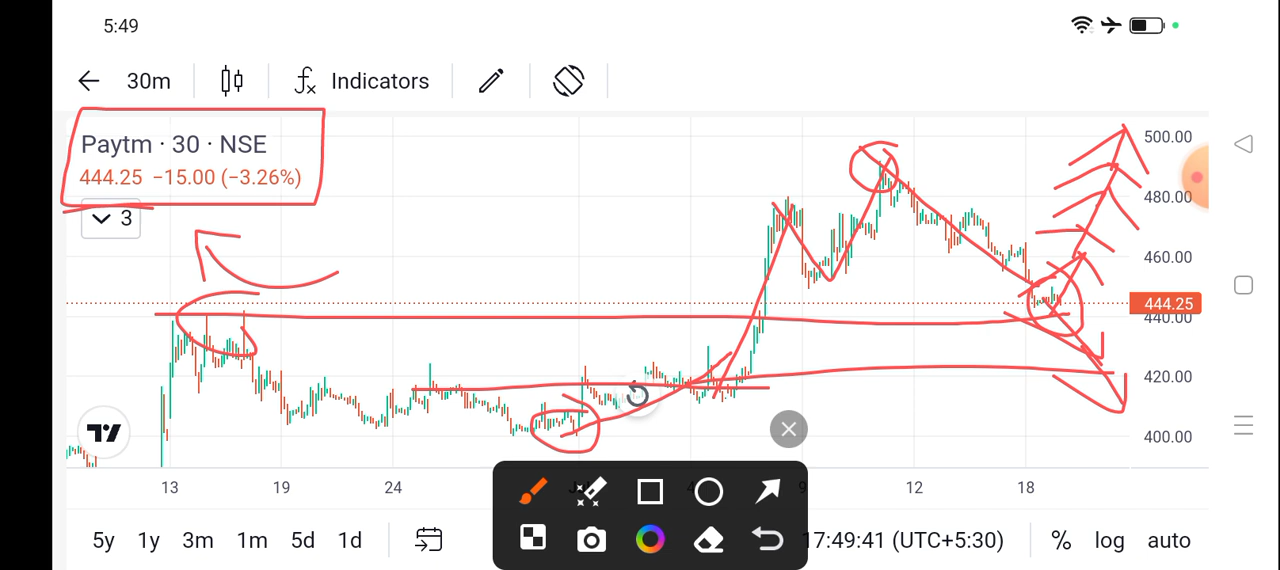 5:49
30m
fx Indicators
Paytm · 30 · NSE
444.25 −15.00 (−3.26%)
3
500.00
480.00
460.00
444.25
440.00
420.00
400.00
13 19 24 4 9 12 18
5y 1y 3m 1m 5d 1d 17:49:41 (UTC+5:30) % log auto